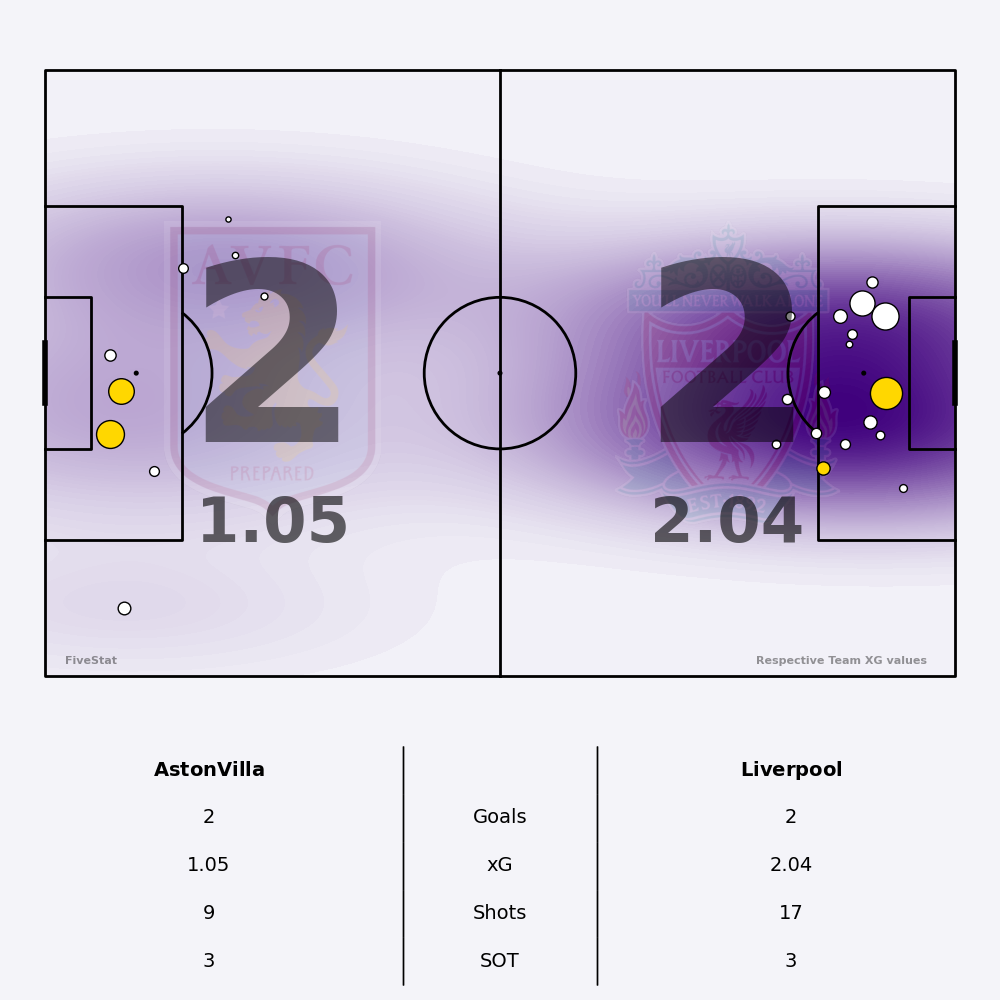 AVFC
PREPARED
YOU'LL NEVER WALK ALONE
LIVERPOOL
FOOTBALL CLUB
EST
2
2
1.05
2.04
FiveStat
Respective Team XG values
AstonVilla Liverpool
2 Goals 2
1.05 xG 2.04
9 Shots 17
3 SOT 3